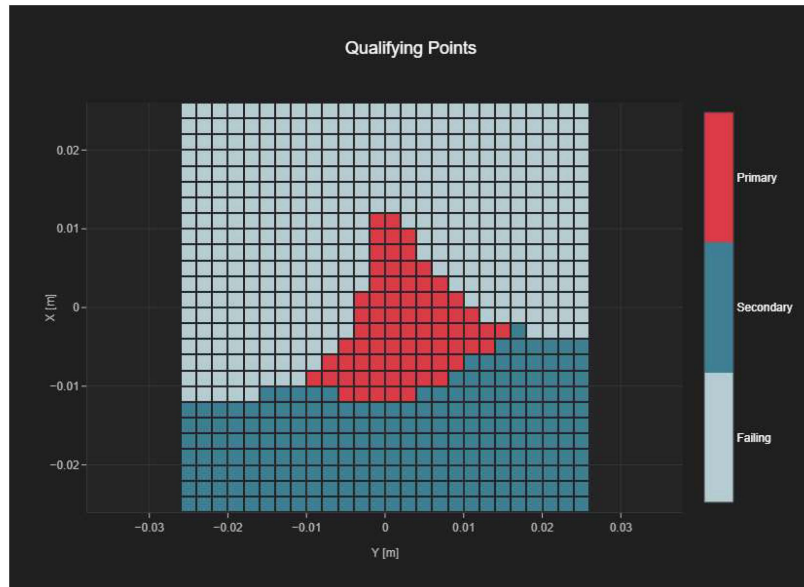 Qualifying Points
0.02
0.01
0
−0.01
−0.02
X [m]
−0.03
−0.02
−0.01
0
0.01
0.02
0.03
Y [m]
Primary
Secondary
Failing